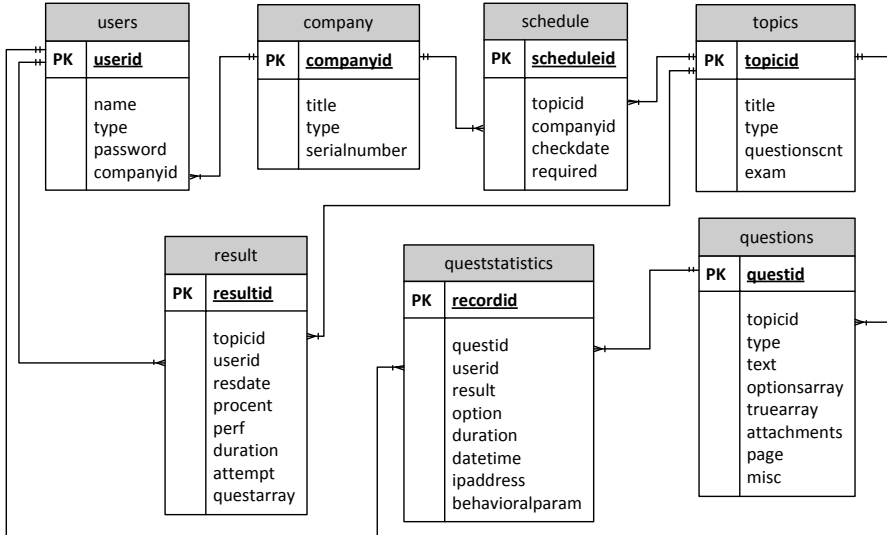 users
PK userid
name
type
password
companyid
company
PK companyid
title
type
serialnumber
schedule
PK scheduleid
topicid
companyid
checkdate
required
topics
PK topicid
title
type
questionscnt
exam
result
PK resultid
topicid
userid
resdate
procent
perf
duration
attempt
questarray
queststatistics
PK recordid
questid
userid
result
option
duration
datetime
ipaddress
behavioralparam
questions
PK questid
topicid
type
text
optionsarray
truearray
attachments
page
misc